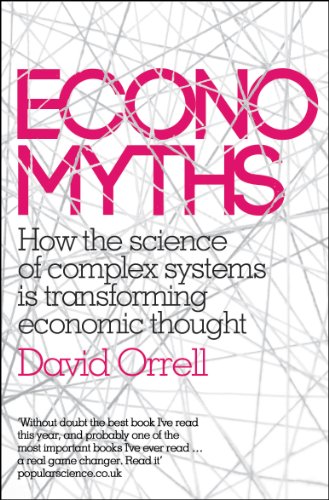 ECONO
MYTHS
How the science
of complex systems
is transforming
economic thought
David Orrell
‘Without doubt the best book I've read
this year, and probably one of the
most important books I've ever read ...
a real game changer. Read it’
popularscience.co.uk